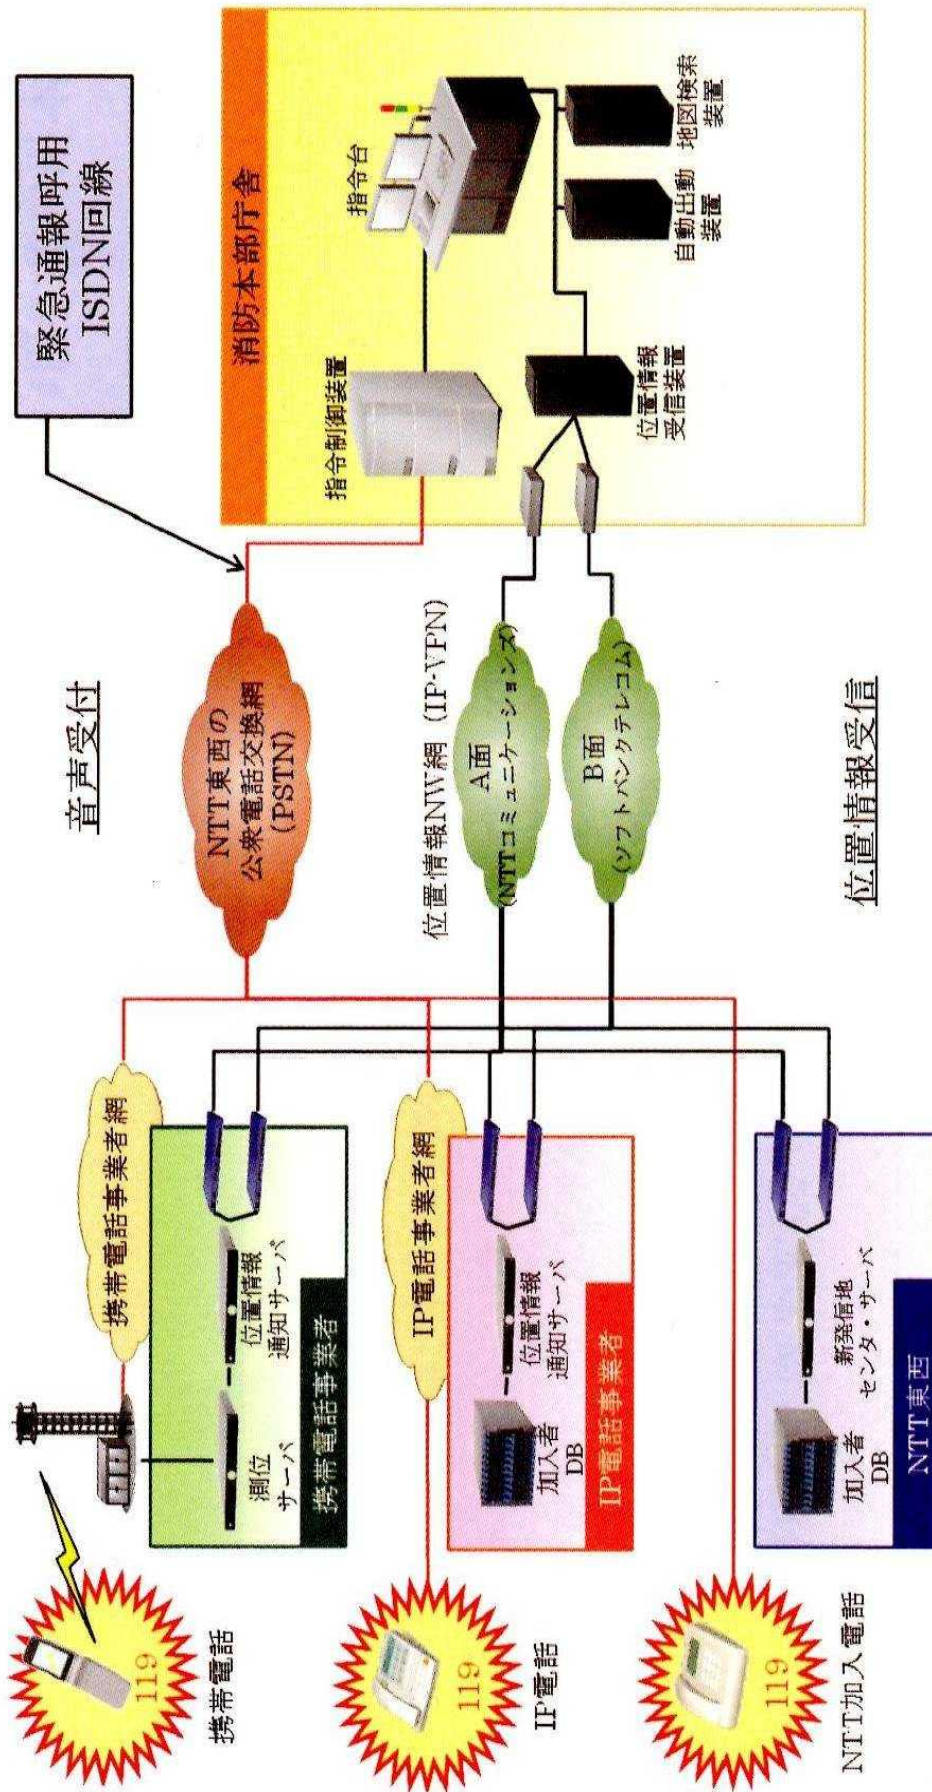 緊急通報呼用
ISDN回線
音声受付
消防本部庁舎
指令台
指令制御装置
自動出動
装置
地図検索
装置
位置情報
受信装置
NTT東西の
公衆電話交換網
(PSTN)
位置情報NW網 (IP-VPN)
A面
(NTTコミュニケーションズ)
B面
(ソフトバンクテレコム)
位置情報受信
携帯電話事業者網
測位
サーバ
位置情報
通知サーバ
携帯電話事業者
IP電話事業者網
加入者
DB
位置情報
通知サーバ
IP電話事業者
加入者
DB
新発信地
センタ・サーバ
NTT東西
119
携帯電話
119
IP電話
119
NTT加入電話